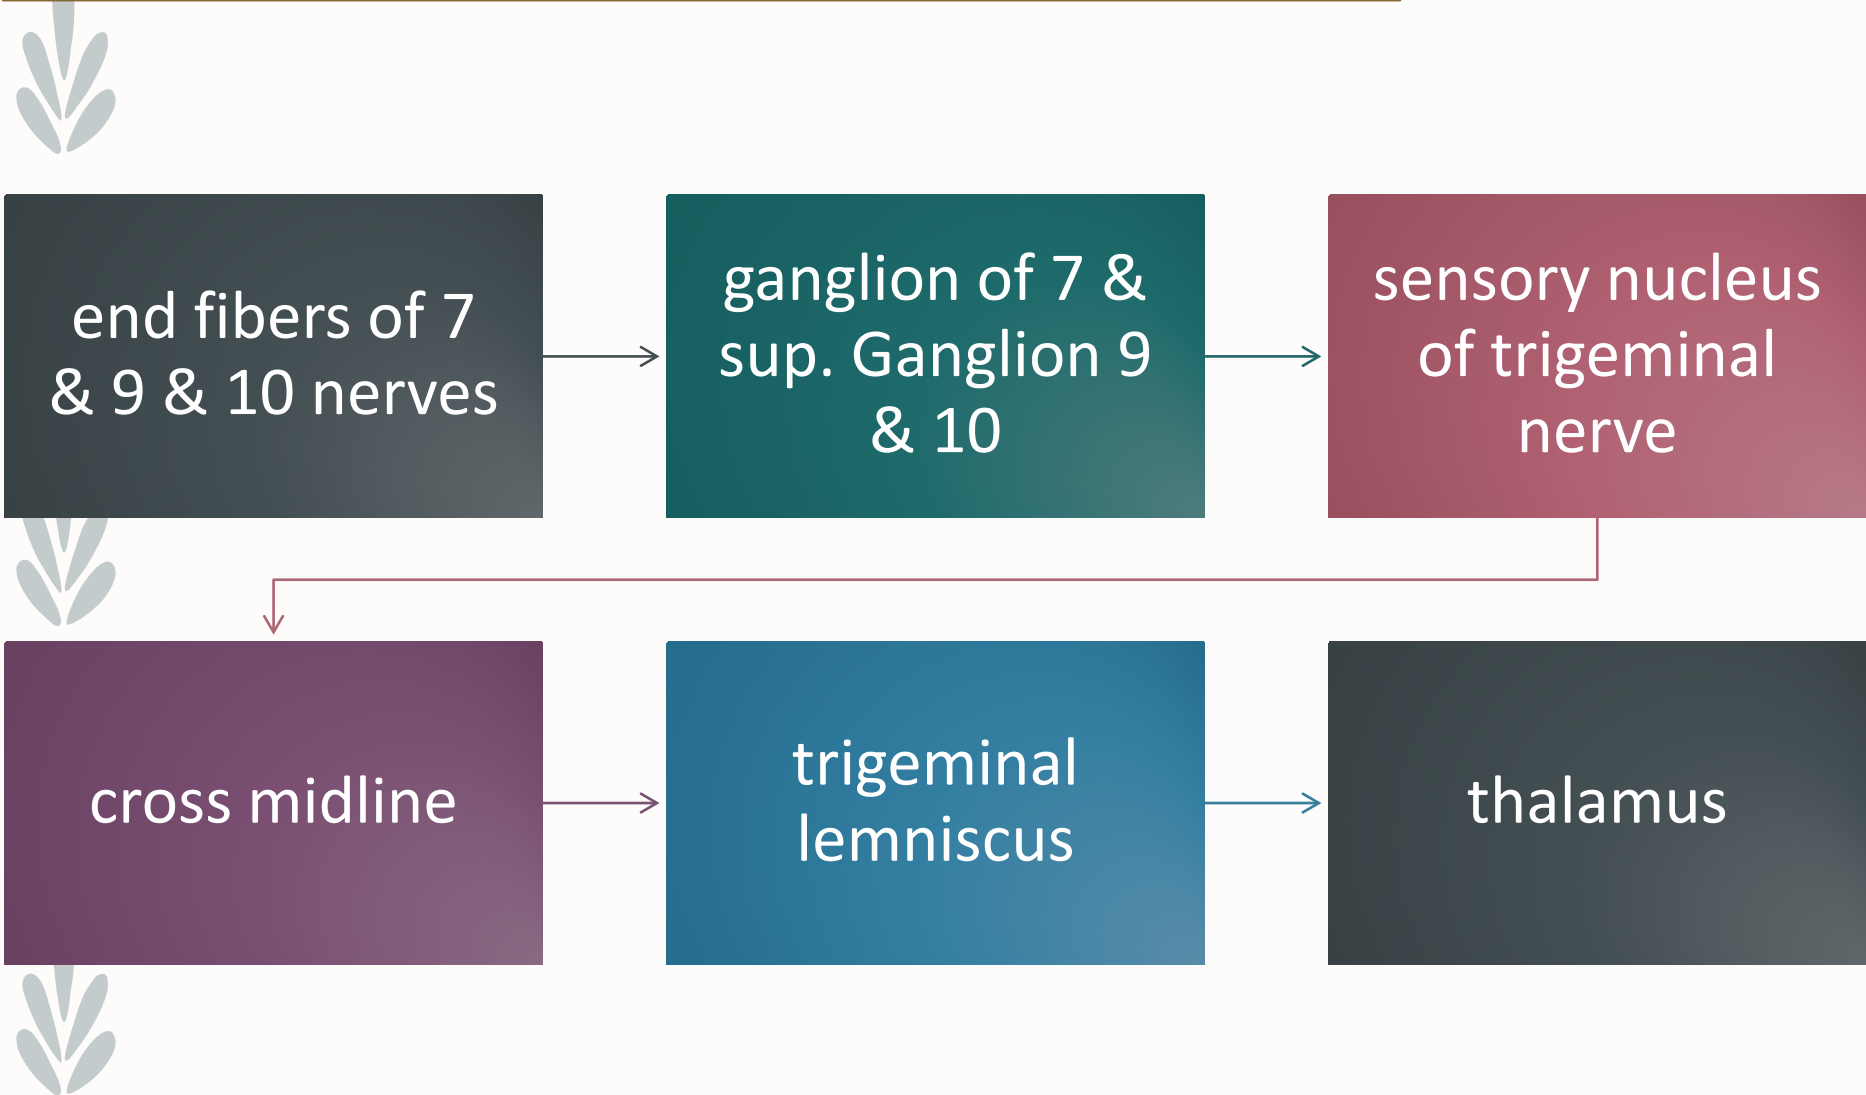 end fibers of 7
& 9 & 10 nerves
ganglion of 7 &
sup. Ganglion 9
& 10
sensory nucleus
of trigeminal
nerve
cross midline
trigeminal
lemniscus
thalamus